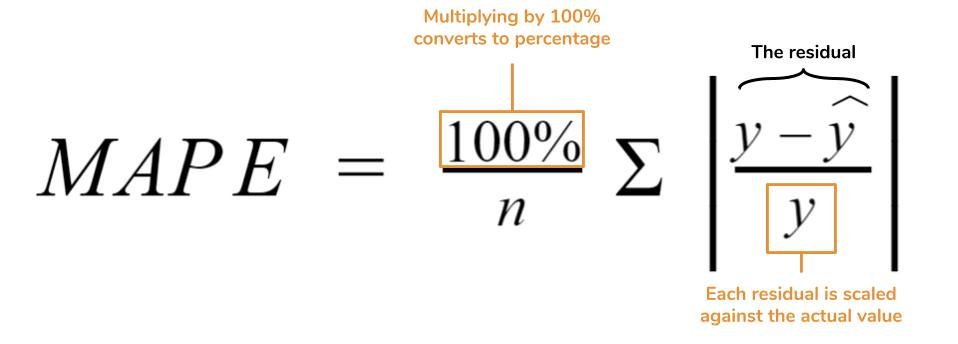 Multiplying by 100%
converts to percentage
The residual
MAPE = 100% / n Σ | y − ŷ / y |
Each residual is scaled
against the actual value